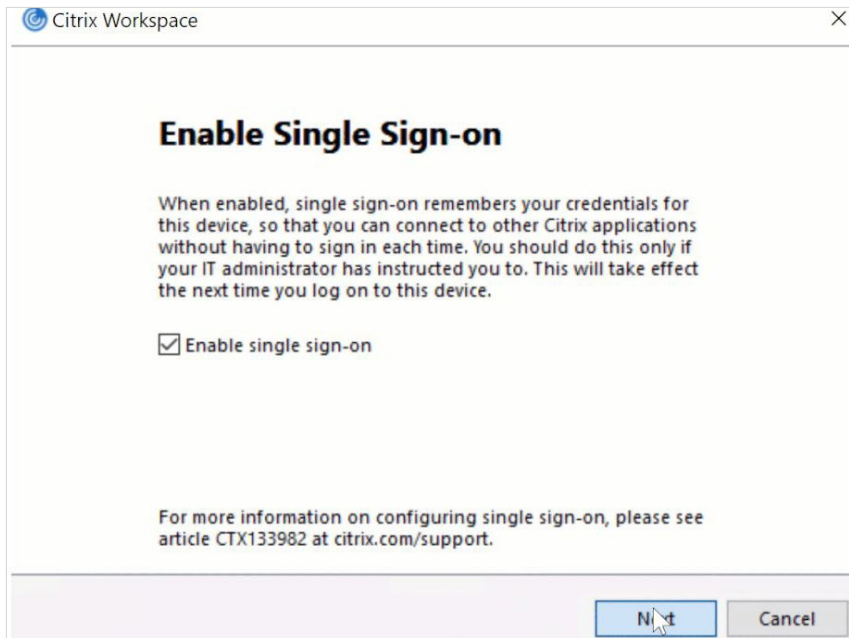 Citrix Workspace
Enable Single Sign-on
When enabled, single sign-on remembers your credentials for
this device, so that you can connect to other Citrix applications
without having to sign in each time. You should do this only if
your IT administrator has instructed you to. This will take effect
the next time you log on to this device.
Enable single sign-on
For more information on configuring single sign-on, please see
article CTX133982 at citrix.com/support.
Next
Cancel